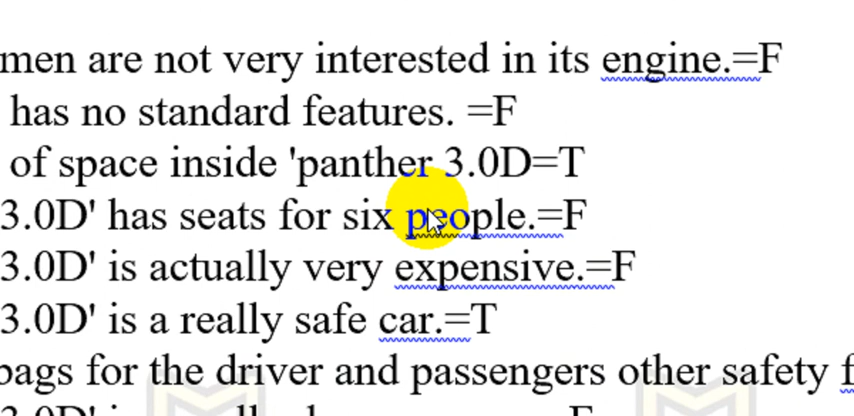 men are not very interested in its engine.=F
has no standard features. =F
of space inside 'panther 3.0D=T
3.0D' has seats for six people.=F
3.0D' is actually very expensive.=F
3.0D' is a really safe car.=T
bags for the driver and passengers other safety f
3.0D'